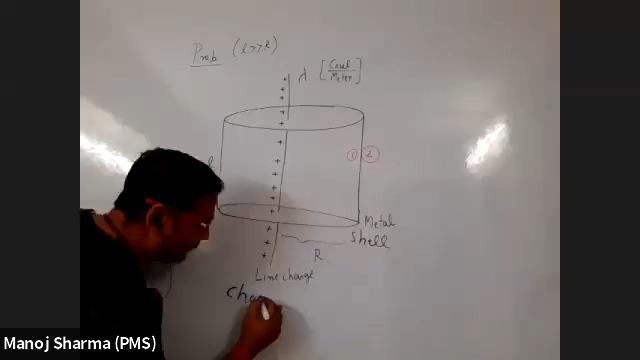 Prob (l>>R)
λ [Coul/Meter]
① ②
l
Metal
Shell
R
Line charge
Cha
Manoj Sharma (PMS)